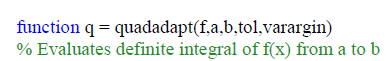 function q = quadadapt(f,a,b,tol,varargin)
% Evaluates definite integral of f(x) from a to b